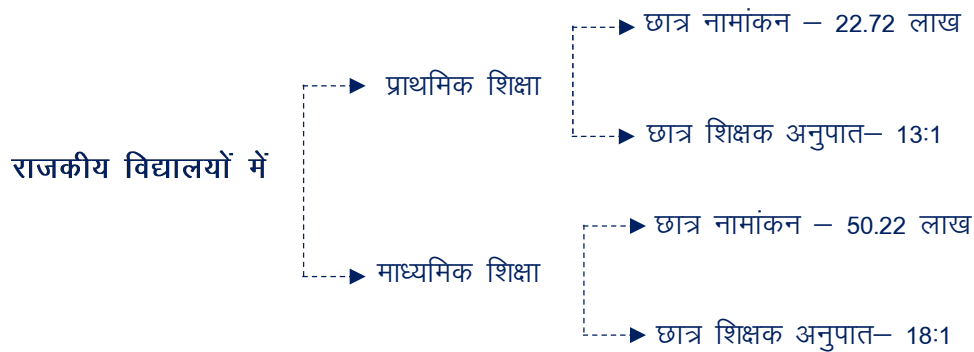 राजकीय विद्यालयों में
प्राथमिक शिक्षा
छात्र नामांकन – 22.72 लाख
छात्र शिक्षक अनुपात– 13:1
माध्यमिक शिक्षा
छात्र नामांकन – 50.22 लाख
छात्र शिक्षक अनुपात– 18:1